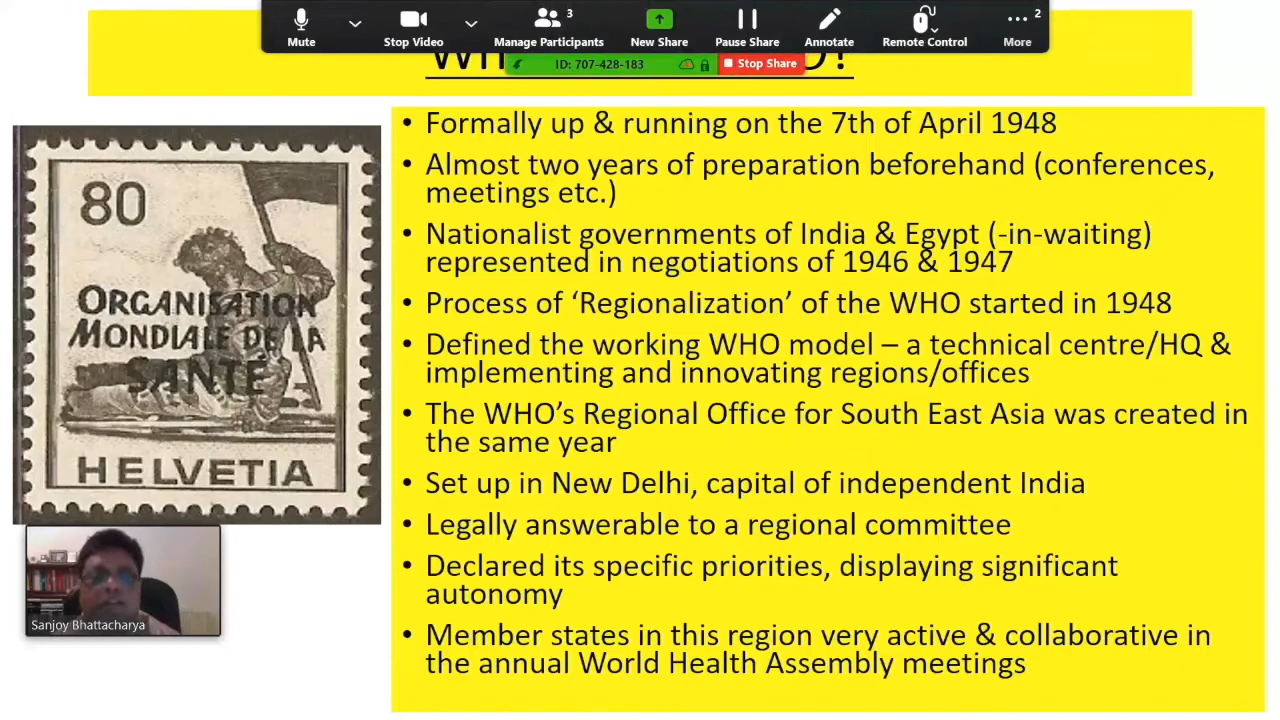 3
2
Mute
Stop Video
Manage Participants
New Share
Pause Share
Annotate
Remote Control
More
ID: 707-428-183
Stop Share
• Formally up & running on the 7th of April 1948
• Almost two years of preparation beforehand (conferences,
meetings etc.)
• Nationalist governments of India & Egypt (-in-waiting)
represented in negotiations of 1946 & 1947
• Process of ‘Regionalization’ of the WHO started in 1948
• Defined the working WHO model – a technical centre/HQ &
implementing and innovating regions/offices
• The WHO’s Regional Office for South East Asia was created in
the same year
• Set up in New Delhi, capital of independent India
• Legally answerable to a regional committee
• Declared its specific priorities, displaying significant
autonomy
• Member states in this region very active & collaborative in
the annual World Health Assembly meetings
80
ORGANISATION
MONDIALE DE LA
SANTÉ
HELVETIA
Sanjoy Bhattacharya